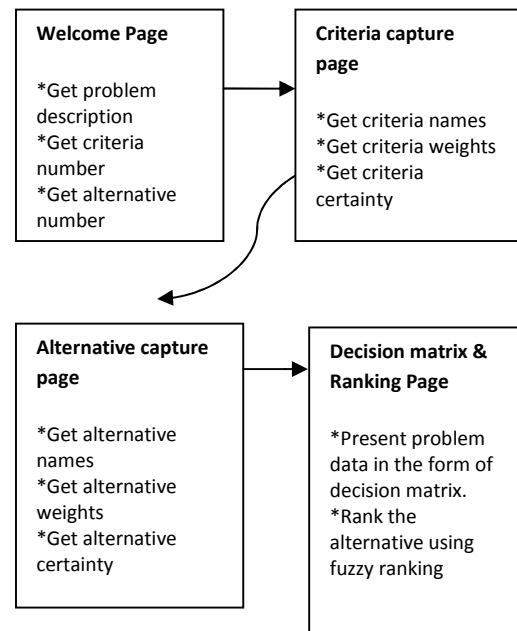 Welcome Page
*Get problem
description
*Get criteria
number
*Get alternative
number
Criteria capture
page
*Get criteria names
*Get criteria weights
*Get criteria
certainty
Alternative capture
page
*Get alternative
names
*Get alternative
weights
*Get alternative
certainty
Decision matrix &
Ranking Page
*Present problem
data in the form of
decision matrix.
*Rank the
alternative using
fuzzy ranking